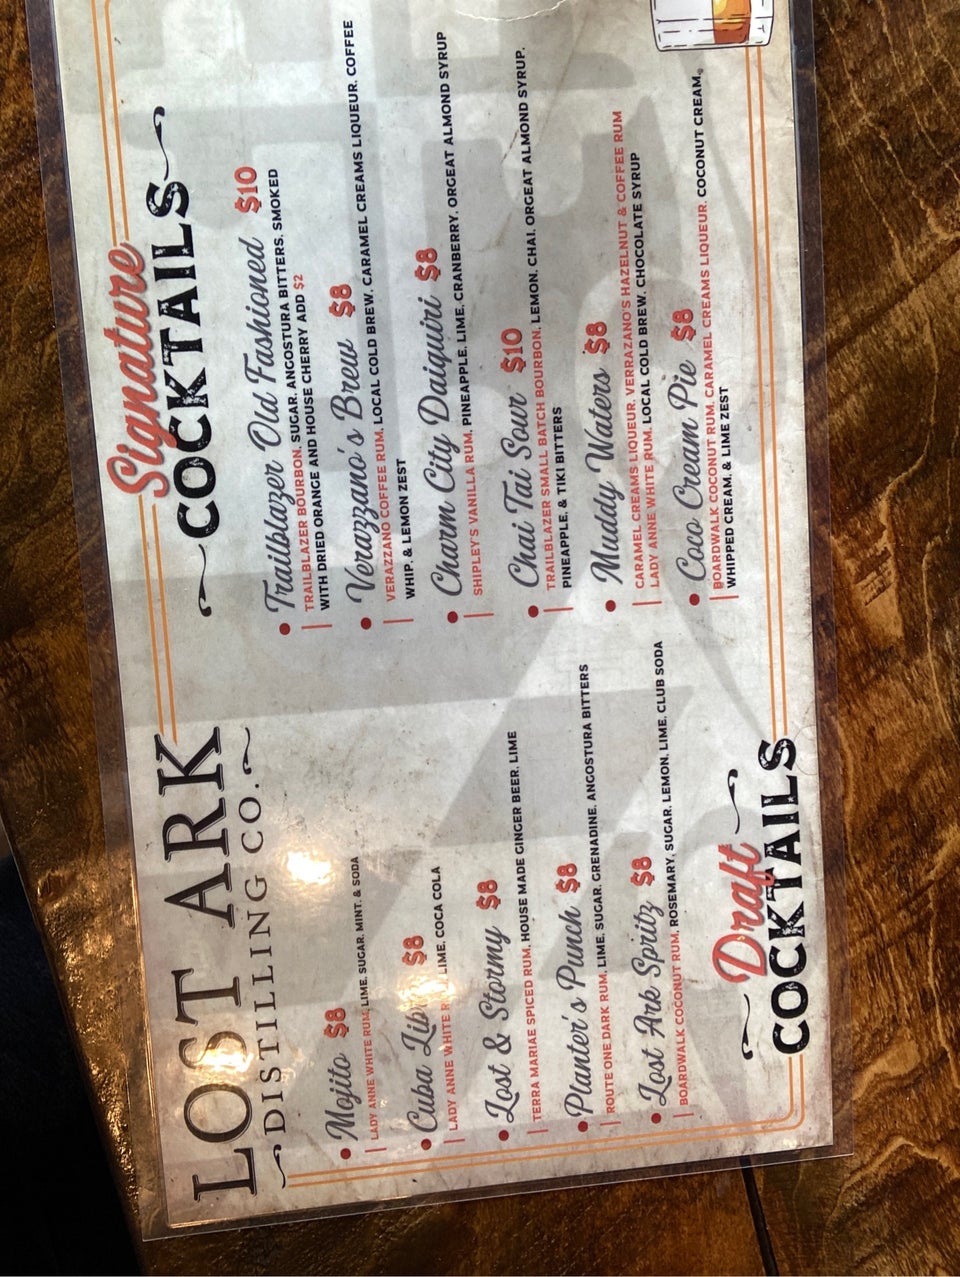 LOST ARK
DISTILLING CO.
Mojito $8
LADY ANNE WHITE RUM, LIME, SUGAR, MINT, & SODA
Cuba Lib $8
LADY ANNE WHITE R LIME, COCA COLA
Lost & Stormy $8
TERRA MARIAE SPICED RUM, HOUSE MADE GINGER BEER, LIME
Planter's Punch $8
ROUTE ONE DARK RUM, LIME, SUGAR, GRENADINE, ANGOSTURA BITTERS
Lost Ark Spritz $8
BOARDWALK COCONUT RUM, ROSEMARY, SUGAR, LEMON, LIME, CLUB SODA
Draft
COCKTAILS
Signature
COCKTAILS
Trailblazer Old Fashioned $10
TRAILBLAZER BOURBON, SUGAR, ANGOSTURA BITTERS, SMOKED
WITH DRIED ORANGE AND HOUSE CHERRY ADD $2
Verazzano's Brew $8
VERAZZANO COFFEE RUM, LOCAL COLD BREW, CARAMEL CREAMS LIQUEUR, COFFEE
WHIP, & LEMON ZEST
Charm City Daiquiri $8
SHIPLEY'S VANILLA RUM, PINEAPPLE, LIME, CRANBERRY, ORGEAT ALMOND SYRUP
Chai Tai Sour $10
TRAILBLAZER SMALL BATCH BOURBON, LEMON, CHAI, ORGEAT ALMOND SYRUP,
PINEAPPLE, & TIKI BITTERS
Muddy Waters $8
CARAMEL CREAMS LIQUEUR, VERRAZANO'S HAZELNUT & COFFEE RUM
LADY ANNE WHITE RUM, LOCAL COLD BREW, CHOCOLATE SYRUP
Coco Cream Pie $8
BOARDWALK COCONUT RUM, CARAMEL CREAMS LIQUEUR, COCONUT CREAM,
WHIPPED CREAM, & LIME ZEST